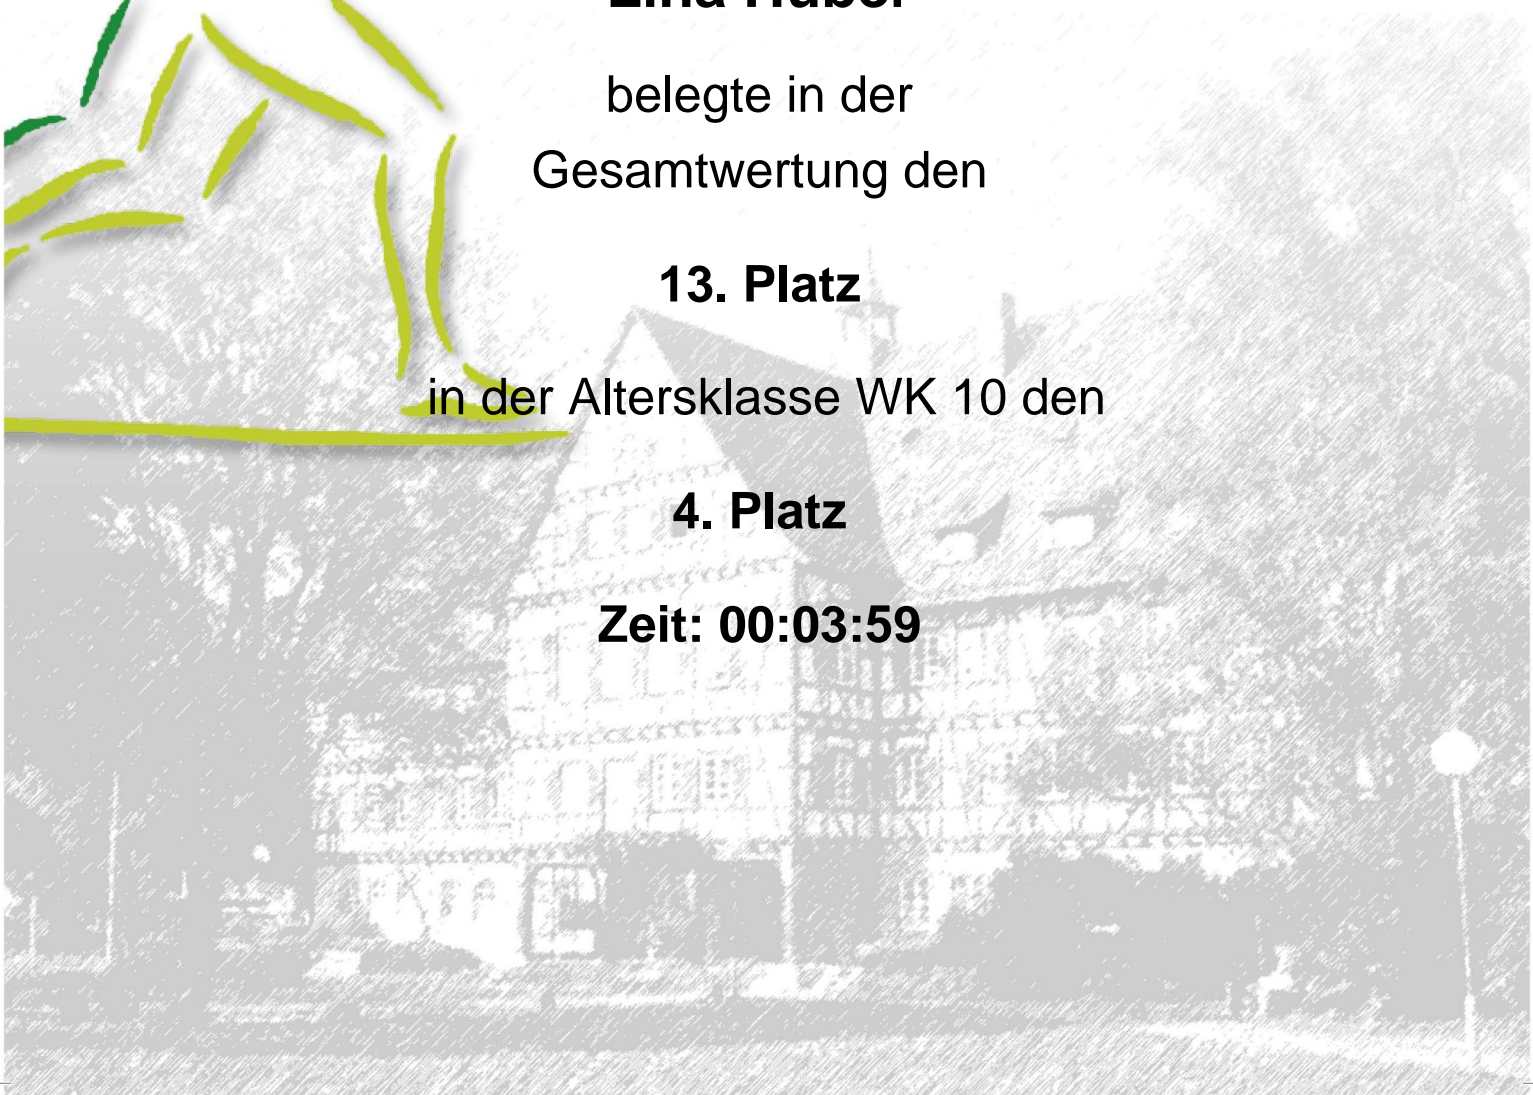 belegte in der
Gesamtwertung den
13. Platz
in der Altersklasse WK 10 den
4. Platz
Zeit: 00:03:59